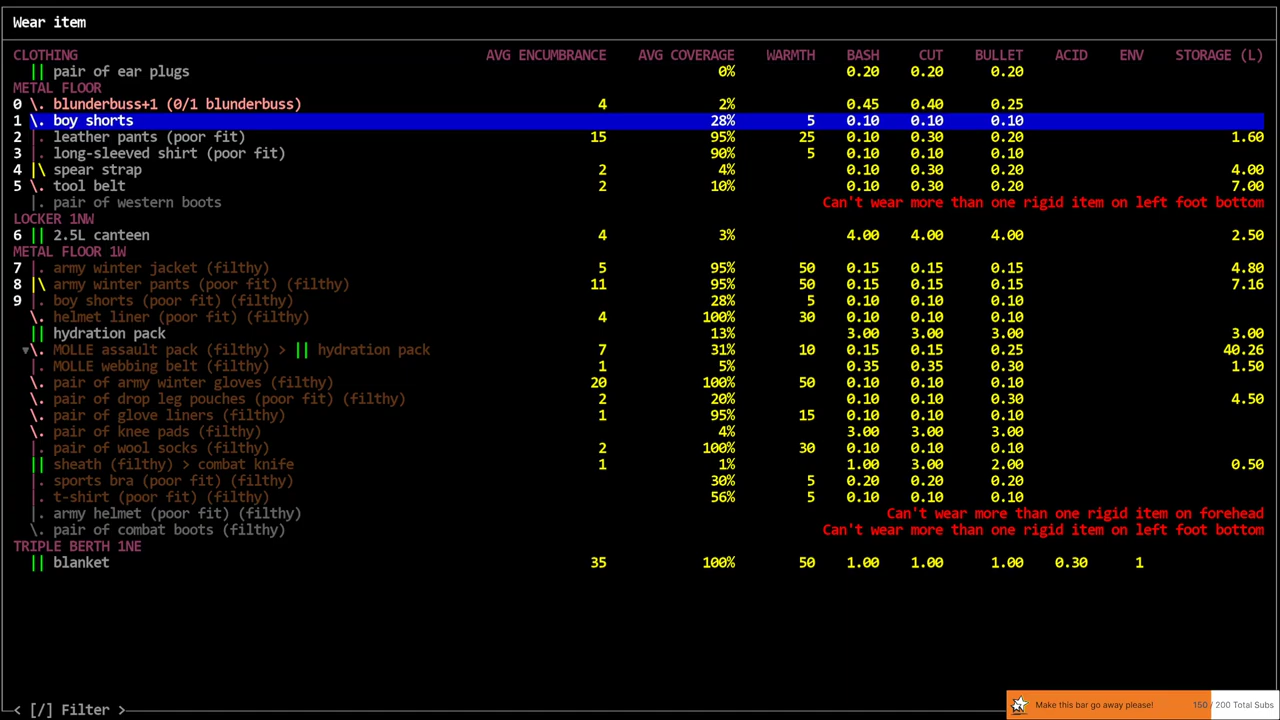 Wear item
CLOTHING AVG ENCUMBRANCE AVG COVERAGE WARMTH BASH CUT BULLET ACID ENV STORAGE (L)
|| pair of ear plugs 0% 0.20 0.20 0.20
METAL FLOOR
0 \. blunderbuss+1 (0/1 blunderbuss) 4 2% 0.45 0.40 0.25
1 \. boy shorts 28% 5 0.10 0.10 0.10
2 |. leather pants (poor fit) 15 95% 25 0.10 0.30 0.20 1.60
3 |. long-sleeved shirt (poor fit) 90% 5 0.10 0.10 0.10
4 |\ spear strap 2 4% 0.10 0.30 0.20 4.00
5 \. tool belt 2 10% 0.10 0.30 0.20 7.00
|. pair of western boots Can't wear more than one rigid item on left foot bottom
LOCKER 1NW
6 || 2.5L canteen 4 3% 4.00 4.00 4.00 2.50
METAL FLOOR 1W
7 |. army winter jacket (filthy) 5 95% 50 0.15 0.15 0.15 4.80
8 |\ army winter pants (poor fit) (filthy) 11 95% 50 0.15 0.15 0.15 7.16
9 |. boy shorts (poor fit) (filthy) 28% 5 0.10 0.10 0.10
\. helmet liner (poor fit) (filthy) 4 100% 30 0.10 0.10 0.10
|| hydration pack 13% 3.00 3.00 3.00 3.00
▼\. MOLLE assault pack (filthy) > || hydration pack 7 31% 10 0.15 0.15 0.25 40.26
|. MOLLE webbing belt (filthy) 1 5% 0.35 0.35 0.30 1.50
\. pair of army winter gloves (filthy) 20 100% 50 0.10 0.10 0.10
\. pair of drop leg pouches (poor fit) (filthy) 2 20% 0.10 0.10 0.30 4.50
\. pair of glove liners (filthy) 1 95% 15 0.10 0.10 0.10
\. pair of knee pads (filthy) 4% 3.00 3.00 3.00
|. pair of wool socks (filthy) 2 100% 30 0.10 0.10 0.10
|| sheath (filthy) > combat knife 1 1% 1.00 3.00 2.00 0.50
|. sports bra (poor fit) (filthy) 30% 5 0.20 0.20 0.20
|. t-shirt (poor fit) (filthy) 56% 5 0.10 0.10 0.10
|. army helmet (poor fit) (filthy) Can't wear more than one rigid item on forehead
\. pair of combat boots (filthy) Can't wear more than one rigid item on left foot bottom
TRIPLE BERTH 1NE
|| blanket 35 100% 50 1.00 1.00 1.00 0.30 1
< [/] Filter >
Make this bar go away please! 150 / 200 Total Subs